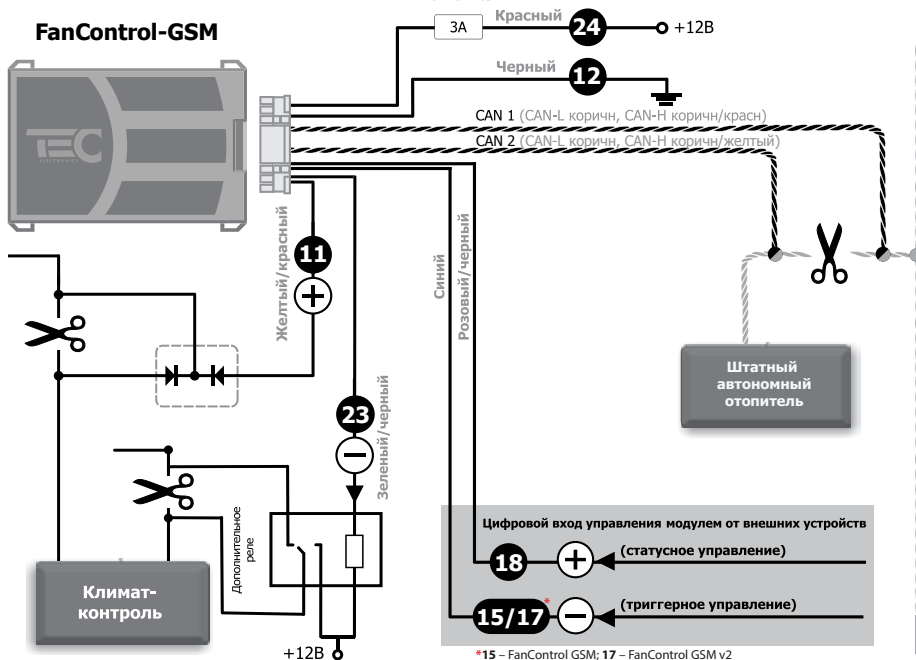 FanControl-GSM
TEC
ELECTRONICS
3А
Красный
24
+12В
Черный
12
CAN 1 (CAN-L коричн, CAN-H коричн/красн)
CAN 2 (CAN-L коричн, CAN-H коричн/желтый)
Желтый/красный
11
Синий
Розовый/черный
Штатный
автономный
отопитель
23
Зеленый/черный
Дополнительное
реле
Климат-
контроль
+12В
Цифровой вход управления модулем от внешних устройств
18
(статусное управление)
15/17*
(триггерное управление)
*15 – FanControl GSM; 17 – FanControl GSM v2